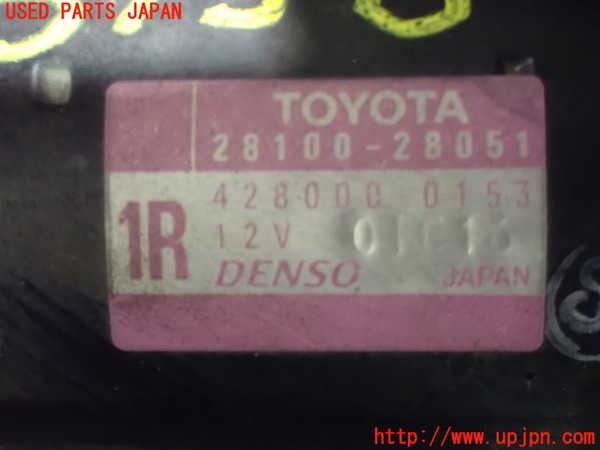 USED PARTS JAPAN
TOYOTA
28100-28051
428000 0153
1R
12V
DENSO
JAPAN
http://www.upjpn.com/